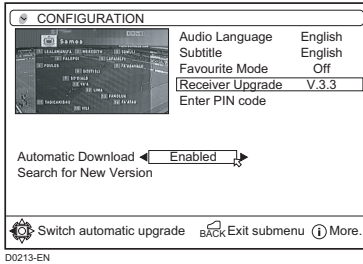 CONFIGURATION
Samoa
Audio Language English
Subtitle English
Favourite Mode Off
Receiver Upgrade V.3.3
Enter PIN code
Automatic Download Enabled
Search for New Version
Switch automatic upgrade BACK Exit submenu i More.
D0213-EN